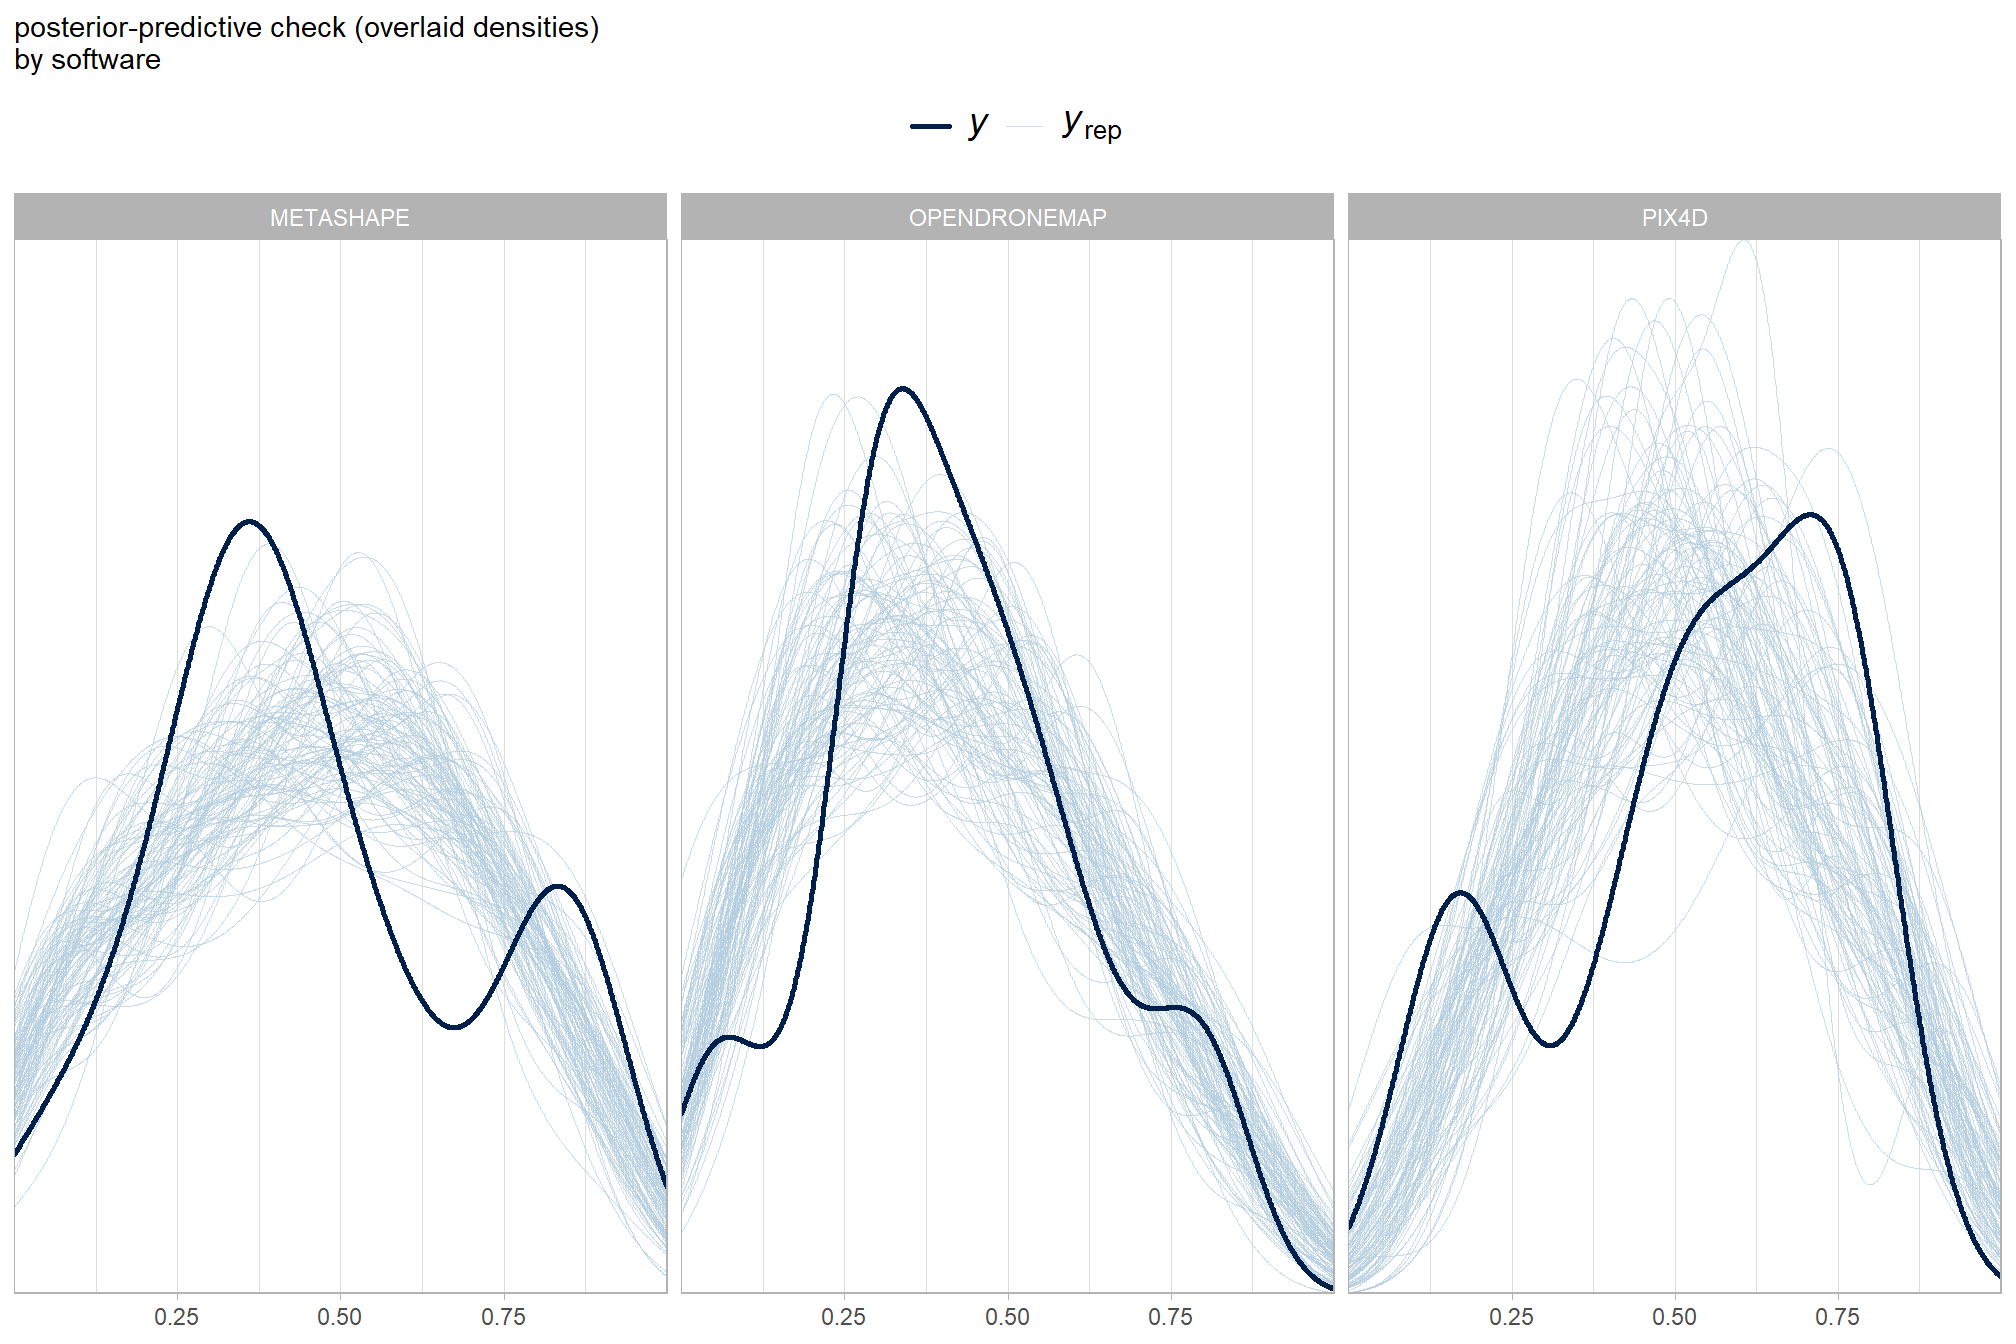 posterior-predictive check (overlaid densities)
by software
y y rep
METASHAPE OPENDRONEMAP PIX4D
0.25 0.50 0.75 0.25 0.50 0.75 0.25 0.50 0.75